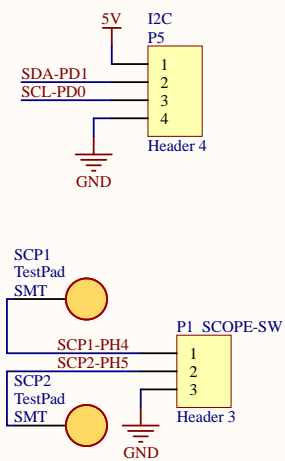 5V
I2C
P5
1
SDA-PD1
2
SCL-PD0
3
4
Header 4
GND
SCP1
TestPad
SMT
P1 SCOPE-SW
SCP1-PH4
1
SCP2-PH5
2
SCP2
3
TestPad
SMT
Header 3
GND